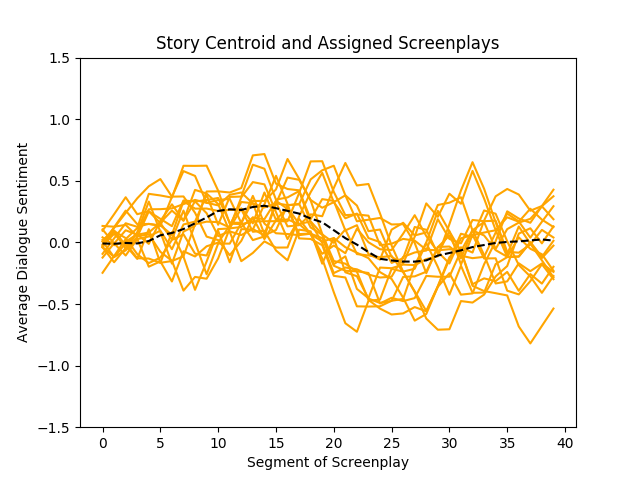 Story Centroid and Assigned Screenplays
1.5
1.0
0.5
0.0
−0.5
−1.0
−1.5
Average Dialogue Sentiment
0 5 10 15 20 25 30 35 40
Segment of Screenplay